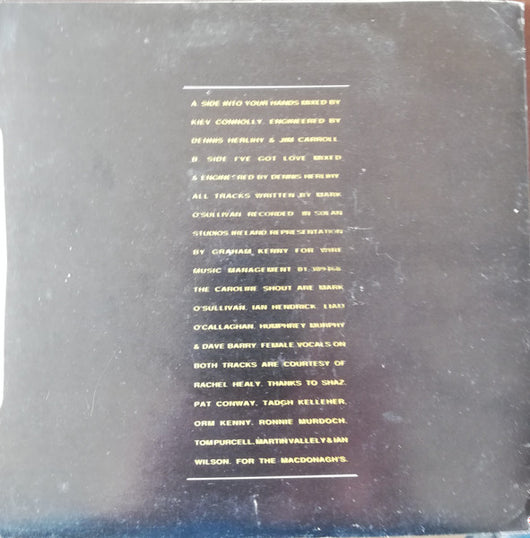 A SIDE INTO YOUR HANDS MIXED BY
KIEV CONNOLLY. ENGINEERED BY
DENNIS HERLIHY & JIM CARROLL.
B. SIDE I'VE GOT LOVE MIXED
& ENGINEERED BY DENNIS HERLIHY.
ALL TRACKS WRITTEN BY MARK
O'SULLIVAN RECORDED IN SULAN
STUDIOS. IRELAND. REPRESENTATION
BY GRAHAM KENNY FOR WIRE
MUSIC MANAGEMENT 01.
THE CAROLINE SHOUT ARE MARK
O'SULLIVAN. IAN HENDRICK. LIAM
O'CALLAGHAN. HUMPHREY MURPHY
& DAVE BARRY. FEMALE VOCALS ON
BOTH TRACKS ARE COURTESY OF
RACHEL HEALY. THANKS TO SHAZ.
PAT CONWAY. TADGH KELLEHER.
ORM KENNY. RONNIE MURDOCH.
TOM PURCELL. MARTIN VALLELY & IAN
WILSON. FOR THE MACDONAGH'S.